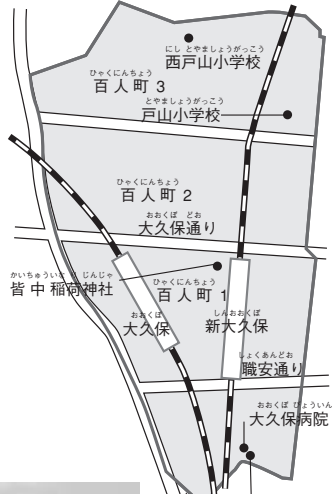 にし とやましょうがっこう
西戸山小学校
ひゃくにんちょう
百人町 3
とやましょうがっこう
戸山小学校
ひゃくにんちょう
百人町 2
おおくぼ どお
大久保通り
かいちゅういなり じんじゃ
皆中稲荷神社
ひゃくにんちょう
百人町 1
おおくぼ
大久保
しんおおくぼ
新大久保
しょくあんどお
職安通り
おおくぼ びょういん
大久保病院